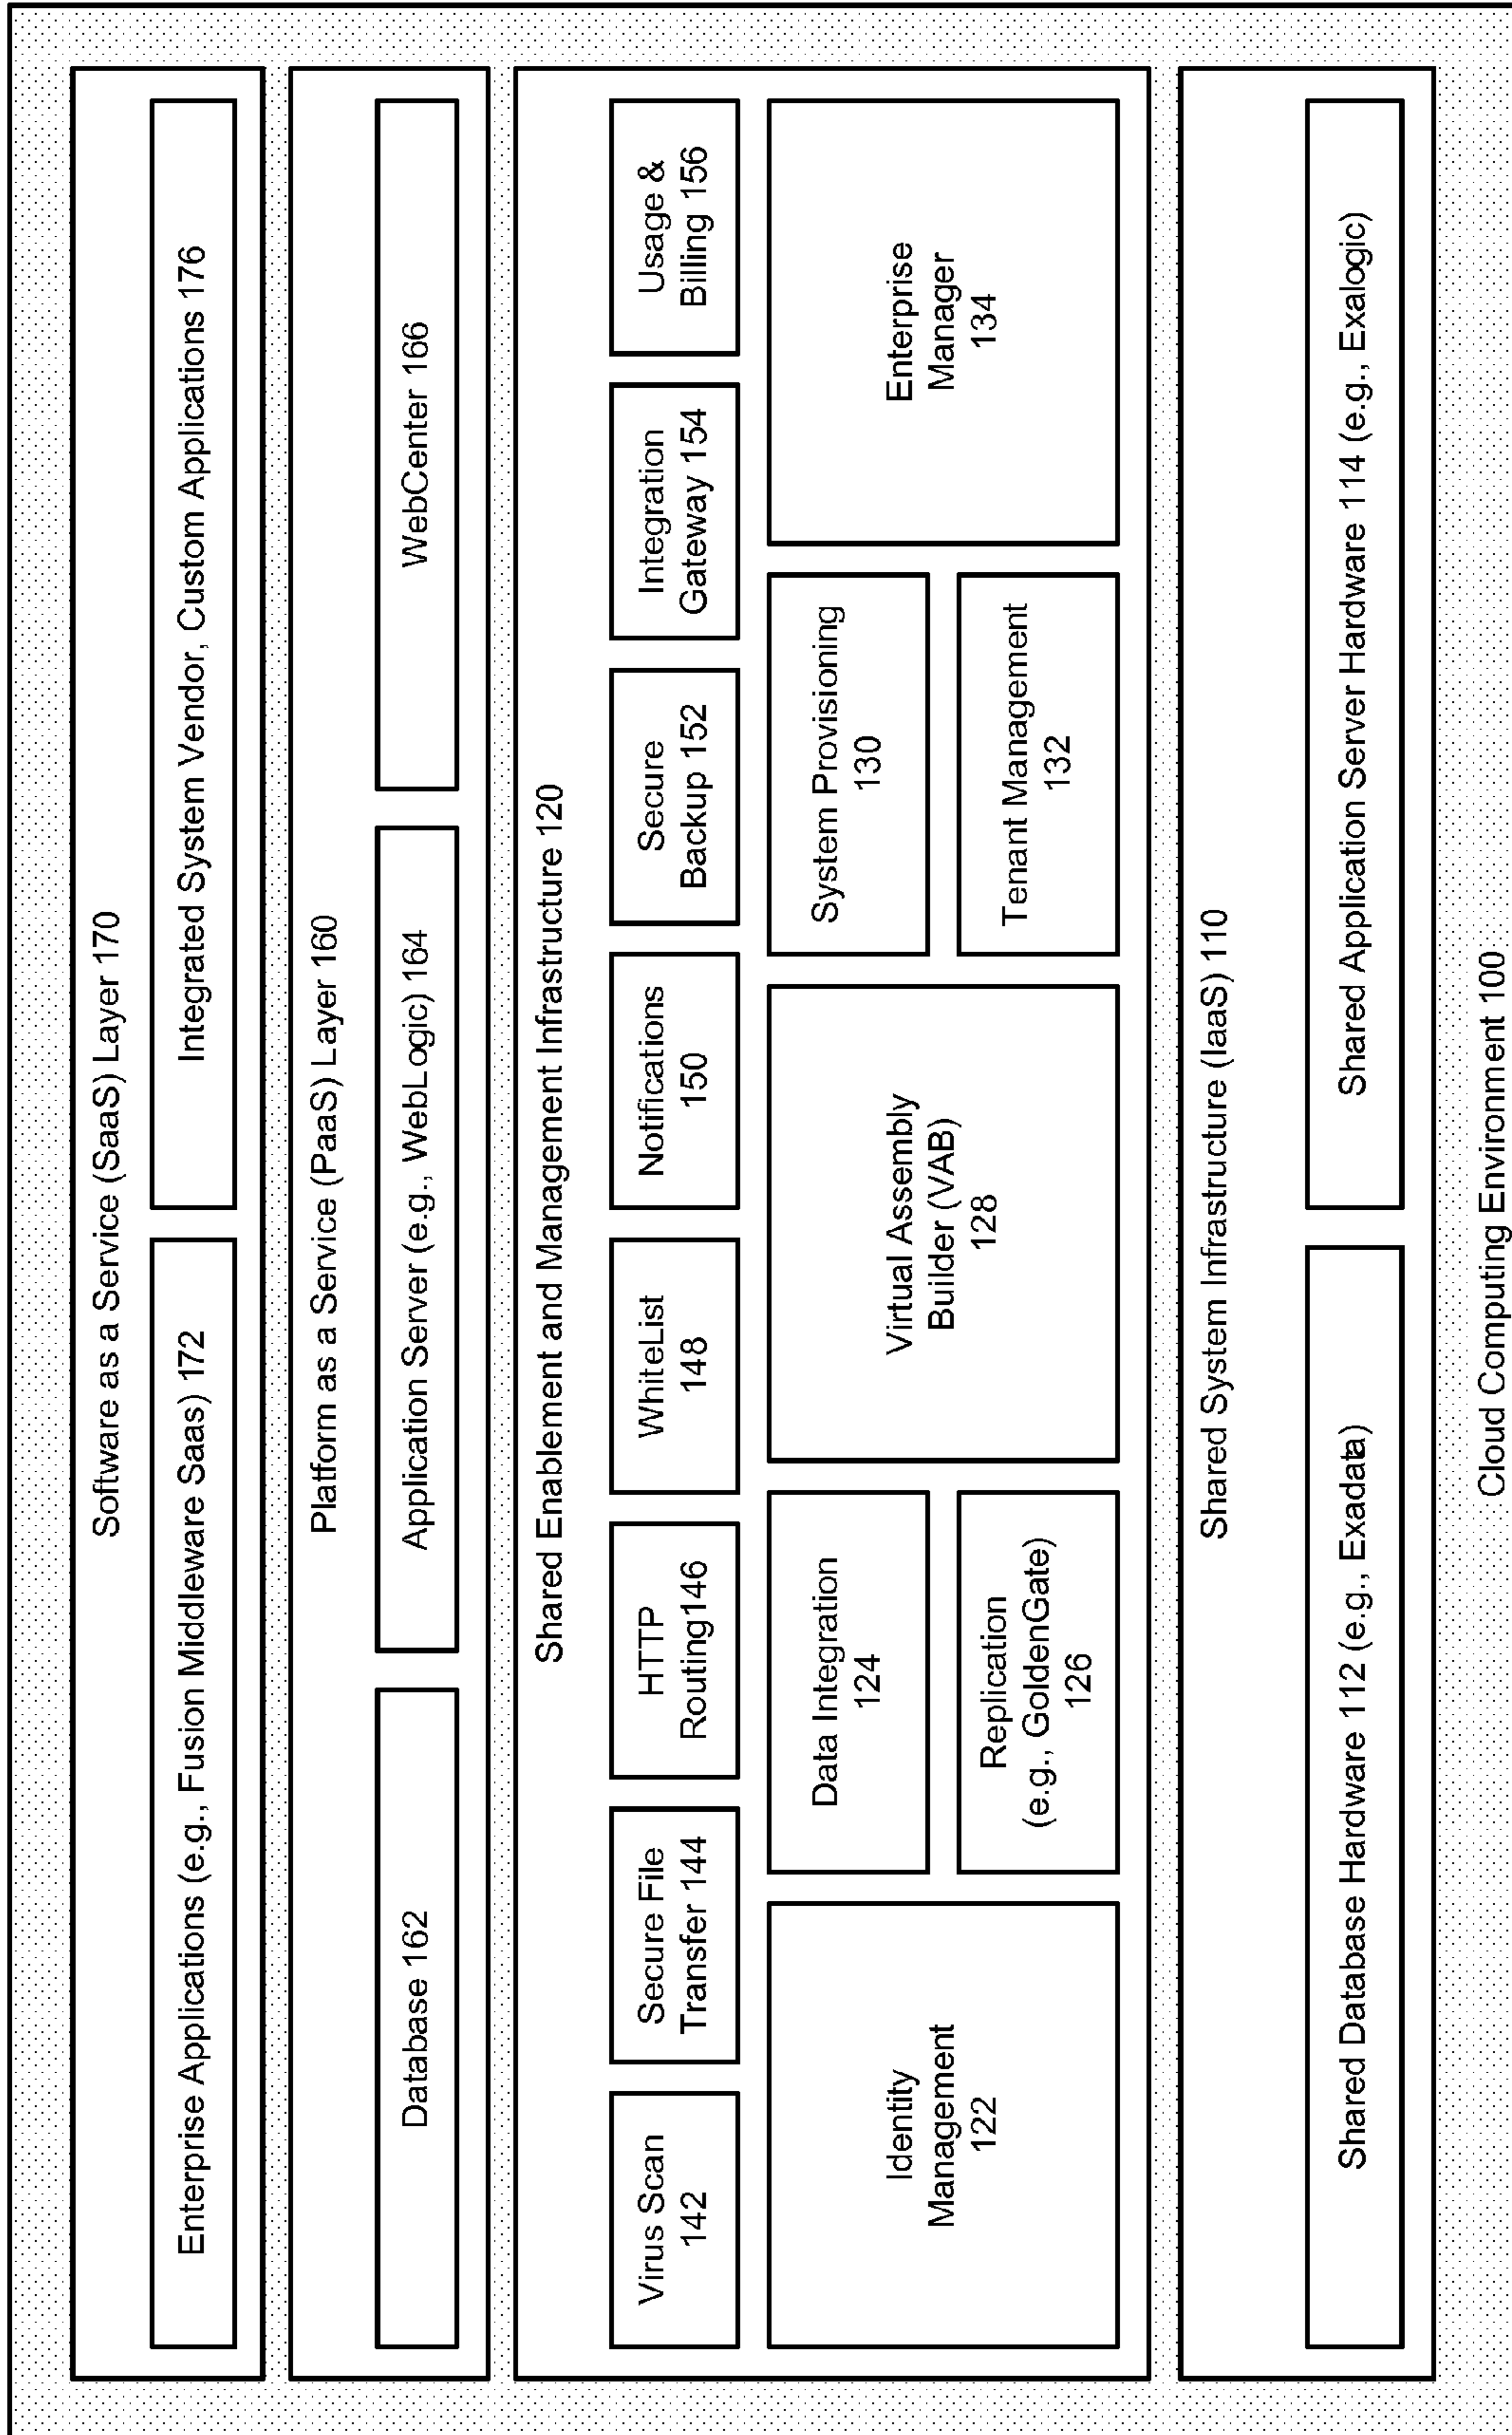 Software as a Service (SaaS) Layer 170
Enterprise Applications (e.g., Fusion Middleware Saas) 172
Integrated System Vendor, Custom Applications 176
Platform as a Service (PaaS) Layer 160
Database 162
Application Server (e.g., WebLogic) 164
WebCenter 166
Shared Enablement and Management Infrastructure 120
Virus Scan
142
Secure File
Transfer 144
HTTP
Routing146
WhiteList
148
Notifications
150
Secure
Backup 152
Integration
Gateway 154
Usage &
Billing 156
Identity
Management
122
Data Integration
124
Replication
(e.g., GoldenGate)
126
Virtual Assembly
Builder (VAB)
128
System Provisioning
130
Tenant Management
132
Enterprise
Manager
134
Shared System Infrastructure (IaaS) 110
Shared Database Hardware 112 (e.g., Exadata)
Shared Application Server Hardware 114 (e.g., Exalogic)
Cloud Computing Environment 100